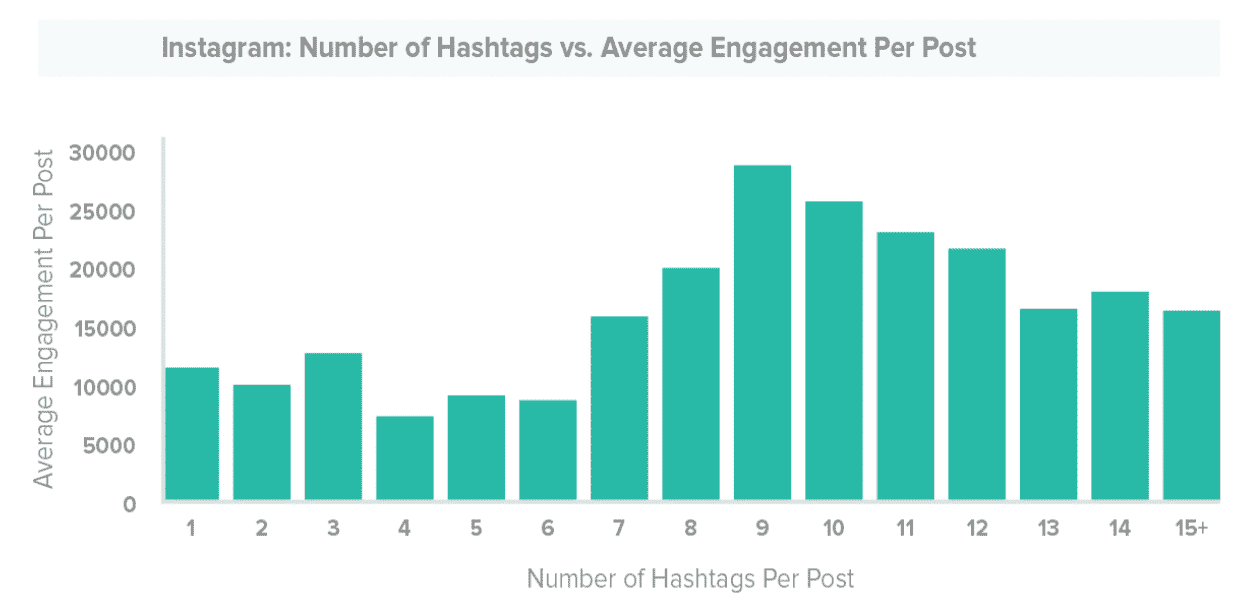 Instagram: Number of Hashtags vs. Average Engagement Per Post
Average Engagement Per Post
30000
25000
20000
15000
10000
5000
0
1 2 3 4 5 6 7 8 9 10 11 12 13 14 15+
Number of Hashtags Per Post